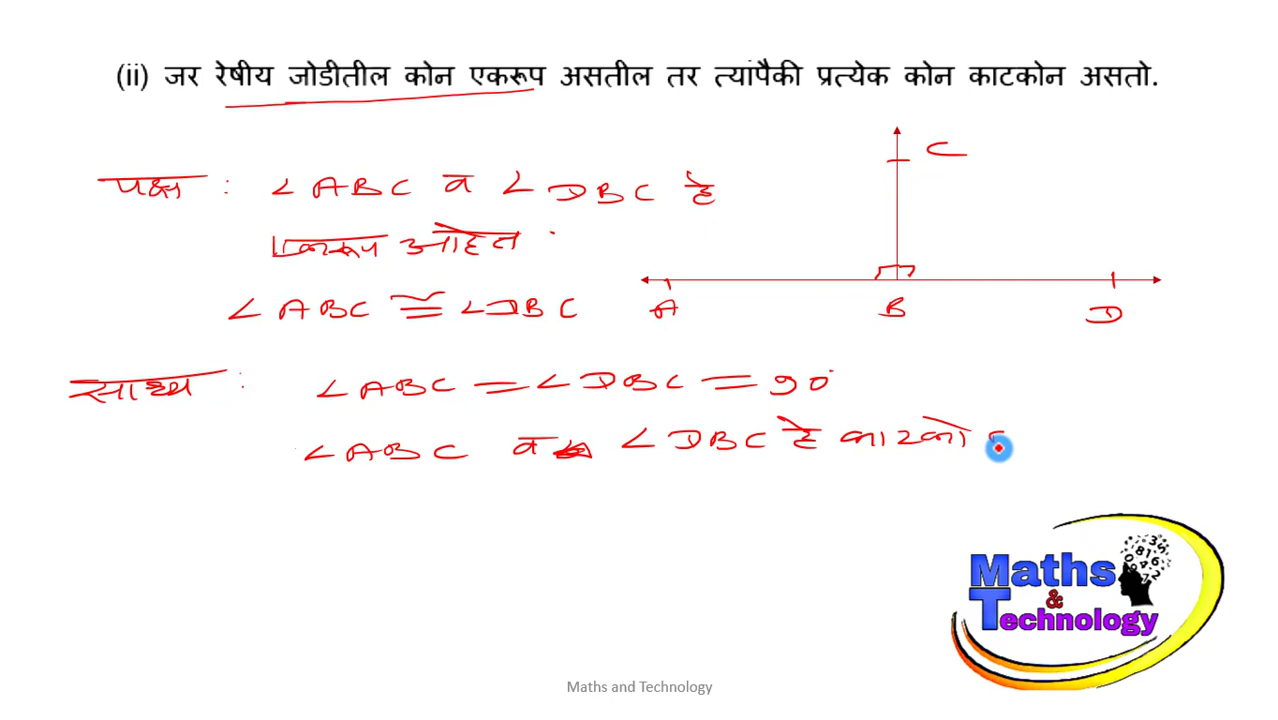 (ii) जर रेषीय जोडीतील कोन एकरूप असतील तर त्यांपैकी प्रत्येक कोन काटकोन असतो.
C
पक्ष : ∠ABC व ∠DBC हे
एकरूप आहेत .
A B D
∠ABC ≅ ∠DBC
साध्य : ∠ABC = ∠DBC = 90°
∠ABC व ∠DBC हे काटको
Maths
&
Technology
Maths and Technology